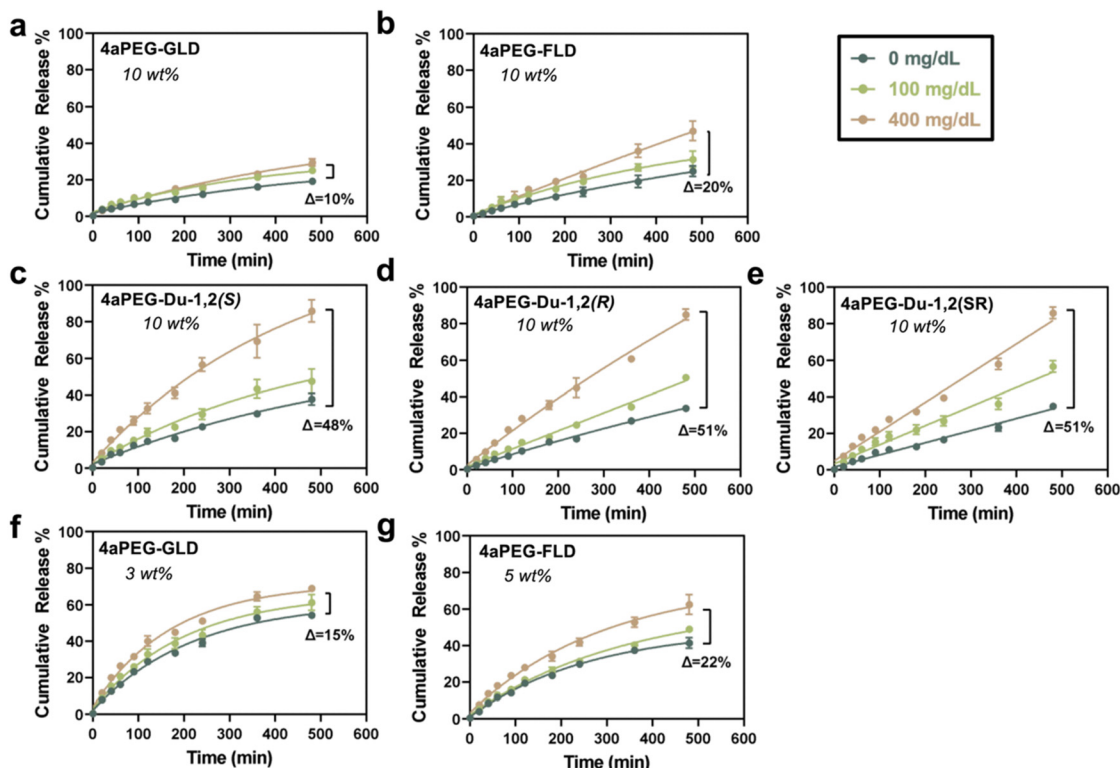 a
4aPEG-GLD
10 wt%
Cumulative Release %
100
80
60
40
20
0
Δ=10%
0 100 200 300 400 500 600
Time (min)
b
4aPEG-FLD
10 wt%
Cumulative Release %
100
80
60
40
20
0
Δ=20%
0 100 200 300 400 500 600
Time (min)
0 mg/dL
100 mg/dL
400 mg/dL
c
4aPEG-Du-1,2(S)
10 wt%
Cumulative Release %
100
80
60
40
20
0
Δ=48%
0 100 200 300 400 500 600
Time (min)
d
4aPEG-Du-1,2(R)
10 wt%
Cumulative Release %
100
80
60
40
20
0
Δ=51%
0 100 200 300 400 500 600
Time (min)
e
4aPEG-Du-1,2(SR)
10 wt%
Cumulative Release %
100
80
60
40
20
0
Δ=51%
0 100 200 300 400 500 600
Time (min)
f
4aPEG-GLD
3 wt%
Cumulative Release %
100
80
60
40
20
0
Δ=15%
0 100 200 300 400 500 600
Time (min)
g
4aPEG-FLD
5 wt%
Cumulative Release %
100
80
60
40
20
0
Δ=22%
0 100 200 300 400 500 600
Time (min)